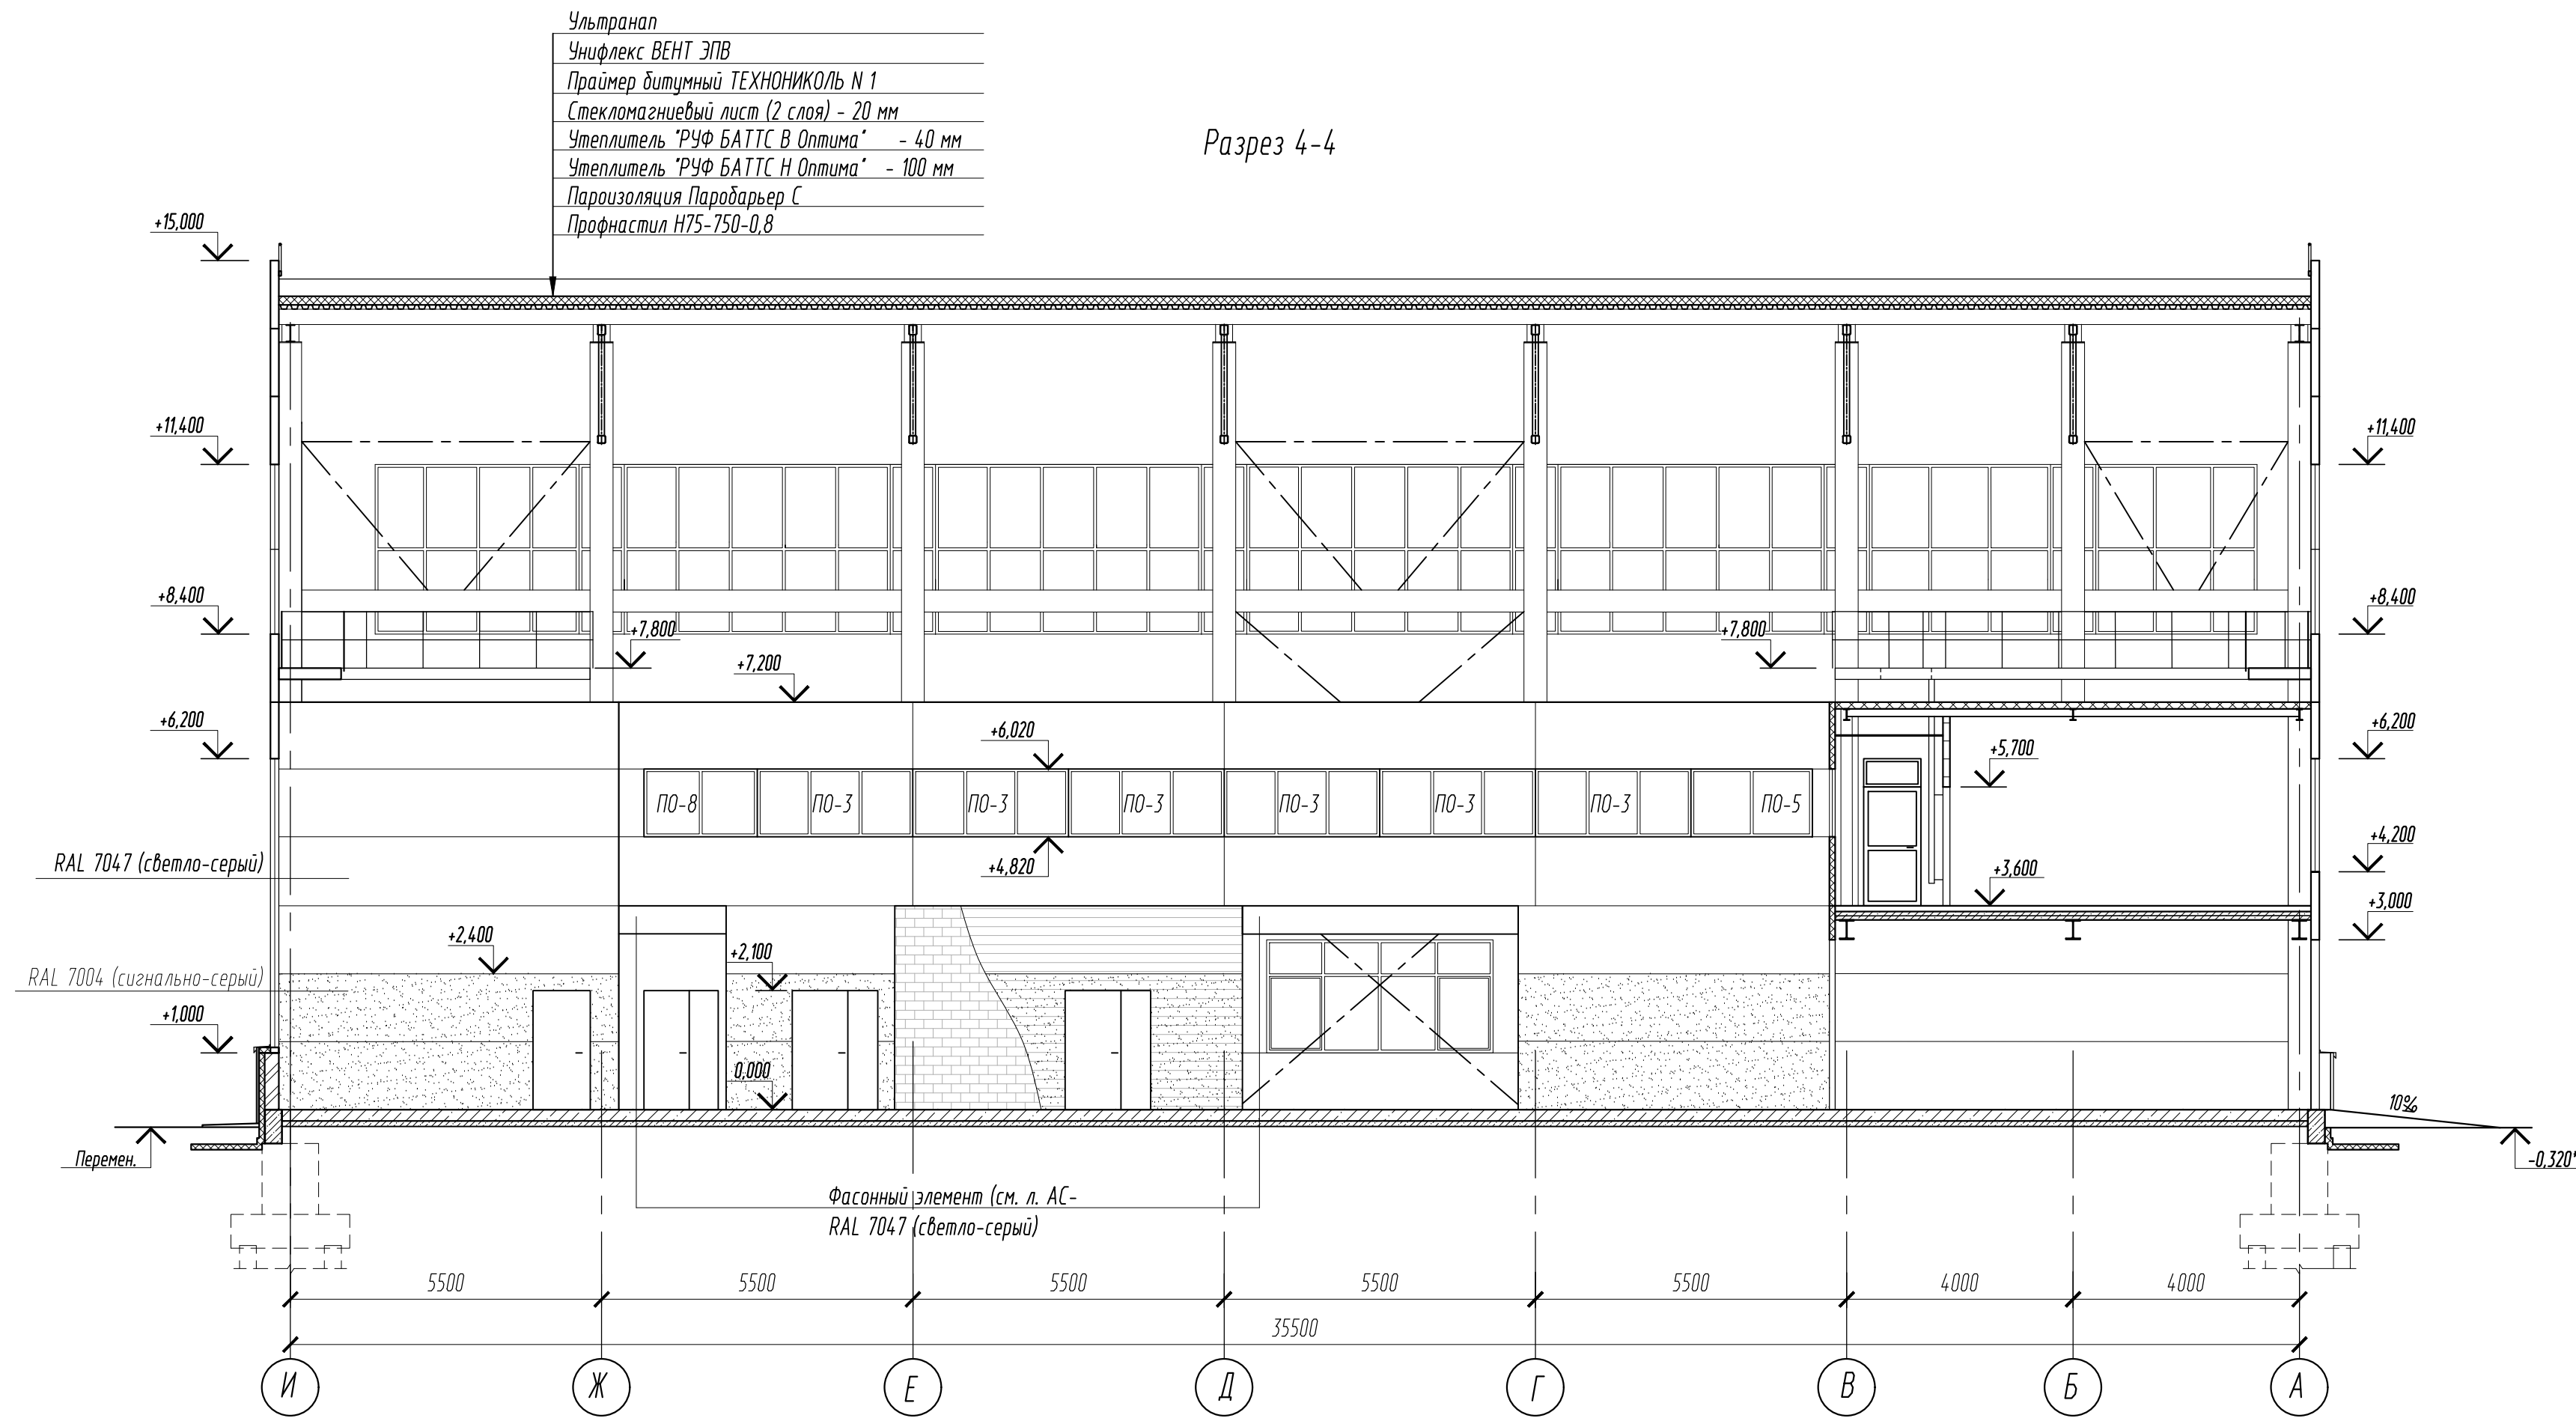 Ультранап
Унифлекс ВЕНТ ЭПВ
Праймер битумный ТЕХНОНИКОЛЬ N 1
Стекломагниевый лист (2 слоя) - 20 мм
Утеплитель "РУФ БАТТС В Оптима" - 40 мм
Утеплитель "РУФ БАТТС Н Оптима" - 100 мм
Пароизоляция Паробарьер С
Профнастил Н75-750-0,8
Разрез 4-4
+15,000
+11,400
+11,400
+8,400
+8,400
+7,800
+7,800
+7,200
+6,200
+6,200
+6,020
+5,700
ПО-8
ПО-3
ПО-3
ПО-3
ПО-3
ПО-3
ПО-3
ПО-5
+4,820
+4,200
RAL 7047 (светло-серый)
+3,600
+3,000
+2,400
+2,100
RAL 7004 (сигнально-серый)
+1,000
0,000
10%
Перемен.
-0,320*
Фасонный элемент (см. л. АС-
RAL 7047 (светло-серый)
5500
5500
5500
5500
5500
4000
4000
35500
И
Ж
Е
Д
Г
В
Б
А